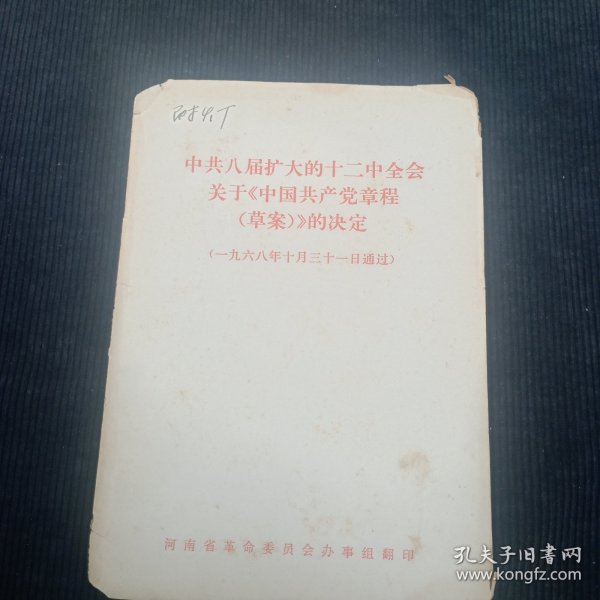 中共八届扩大的十二中全会
关于《中国共产党章程
（草案）》的决定
（一九六八年十月三十一日通过）
河南省革命委员会办事组翻印
孔夫子旧书网
www.kongfz.com